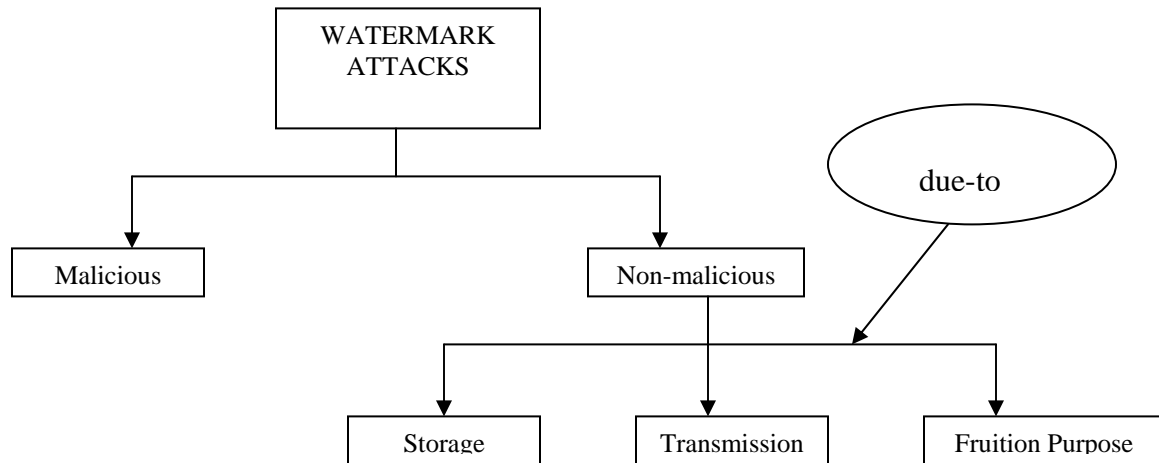 WATERMARK
ATTACKS
due-to
Malicious
Non-malicious
Storage
Transmission
Fruition Purpose